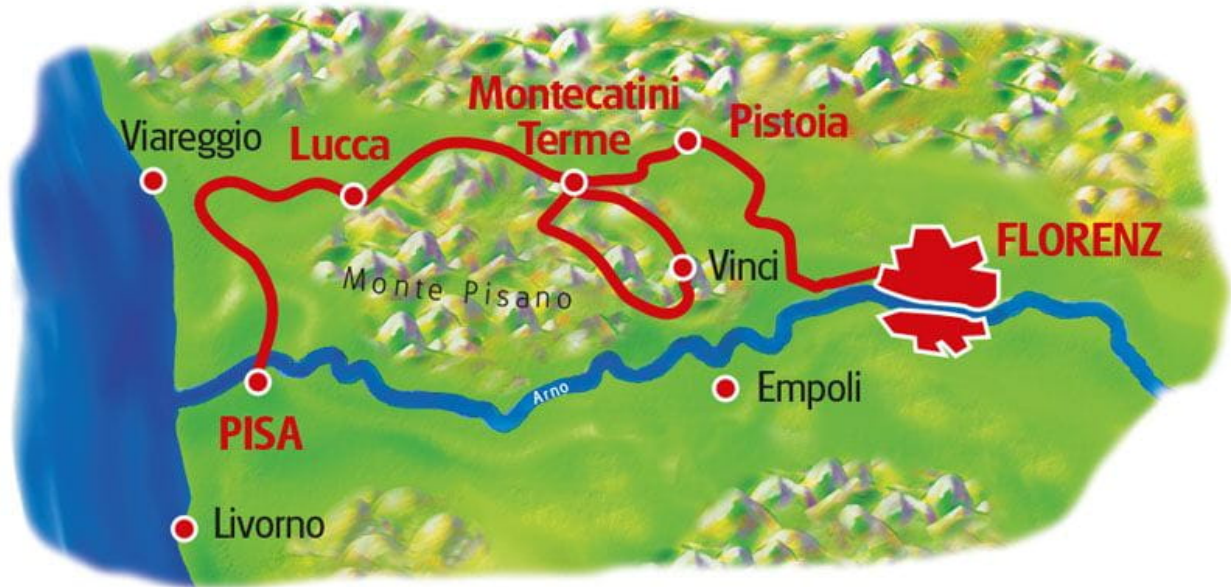 Montecatini
Terme
Pistoia
Viareggio
Lucca
FLORENZ
Vinci
Monte Pisano
Arno
Empoli
PISA
Livorno